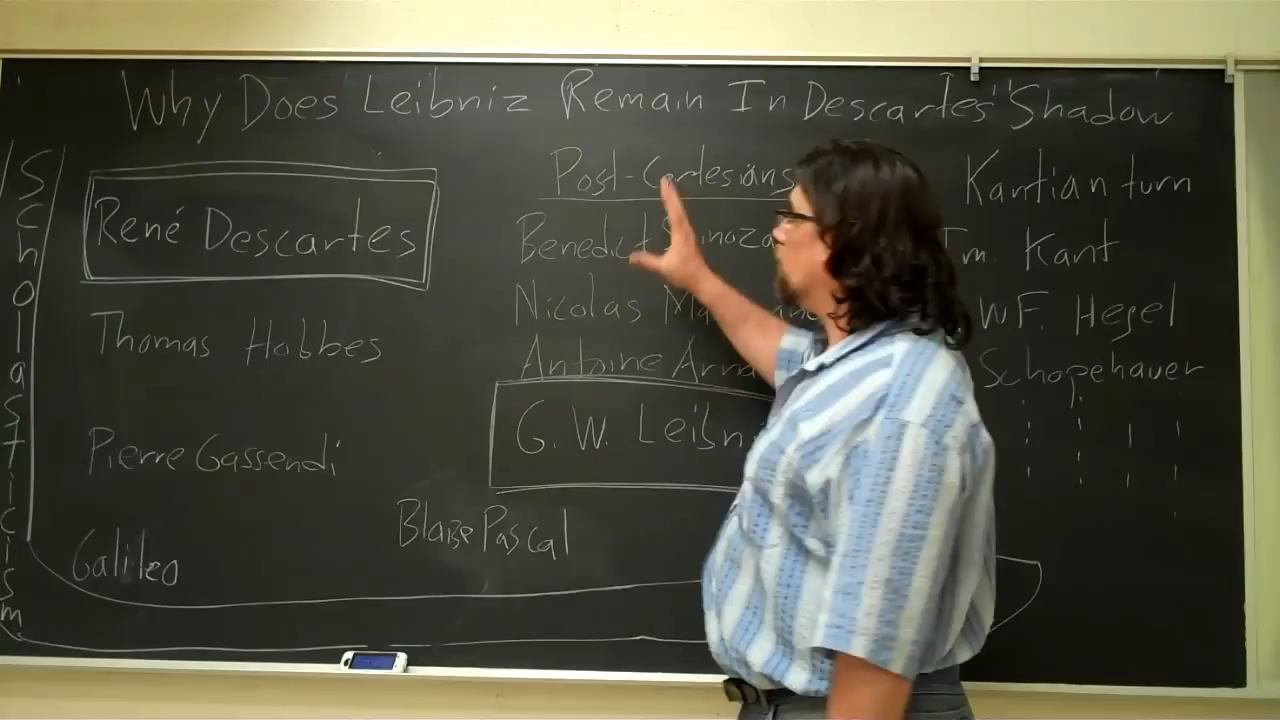 Why Does Leibniz Remain In Descartes' Shadow
Scholasticism
René Descartes
Thomas Hobbes
Pierre Gassendi
Galileo
Blaise Pascal
Post-Cartesians
Benedict
Nicolas
Antoine
G. W.
Kantian turn
Kant
W.F. Hegel
Schopehauer